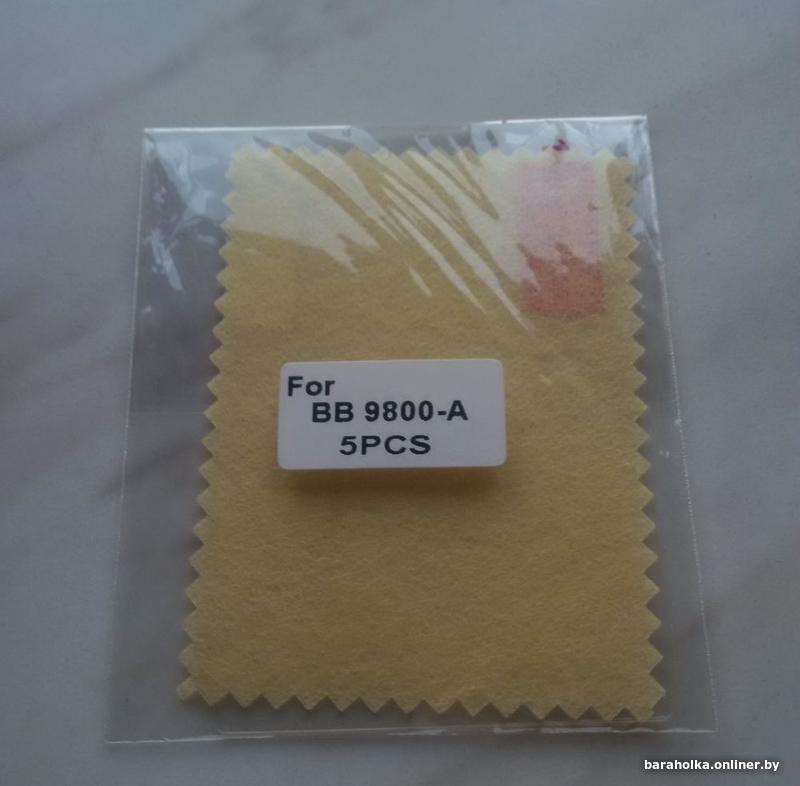 For
BB 9800-A
5PCS
baraholka.onliner.by